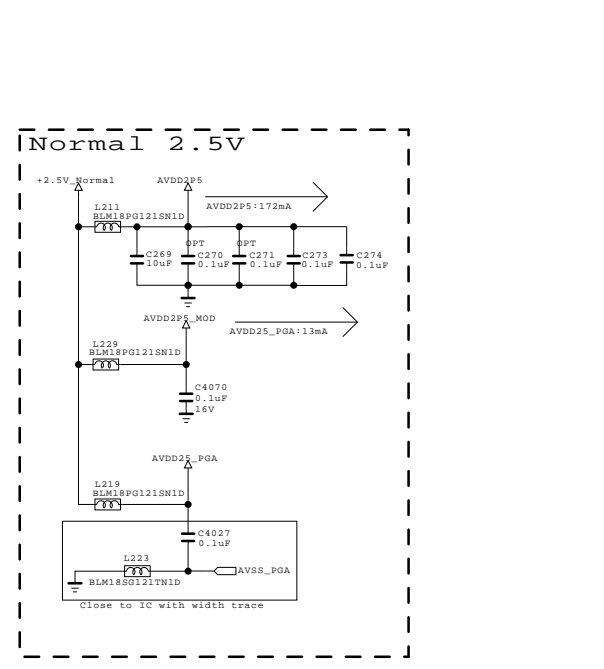 Normal 2.5V
+2.5V_Normal
AVDD2P5
L211
BLM18PG121SN1D
AVDD2P5:172mA
OPT
OPT
C269
10uF
C270
0.1uF
C271
0.1uF
C273
0.1uF
C274
0.1uF
AVDD2P5_MOD
AVDD25_PGA:13mA
L229
BLM18PG121SN1D
C4070
0.1uF
16V
AVDD25_PGA
L219
BLM18PG121SN1D
C4027
0.1uF
L223
BLM18SG121TN1D
AVSS_PGA
Close to IC with width trace